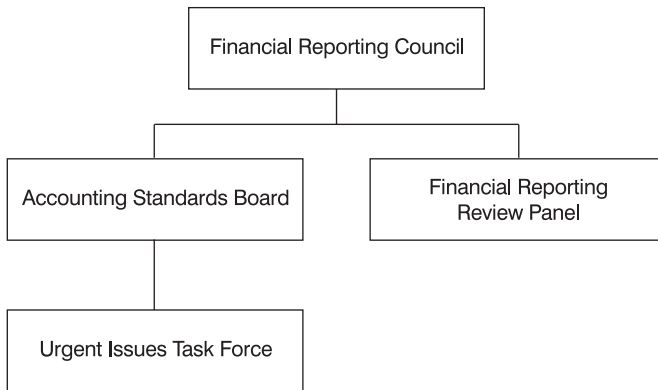 Financial Reporting Council
Accounting Standards Board
Financial Reporting
Review Panel
Urgent Issues Task Force